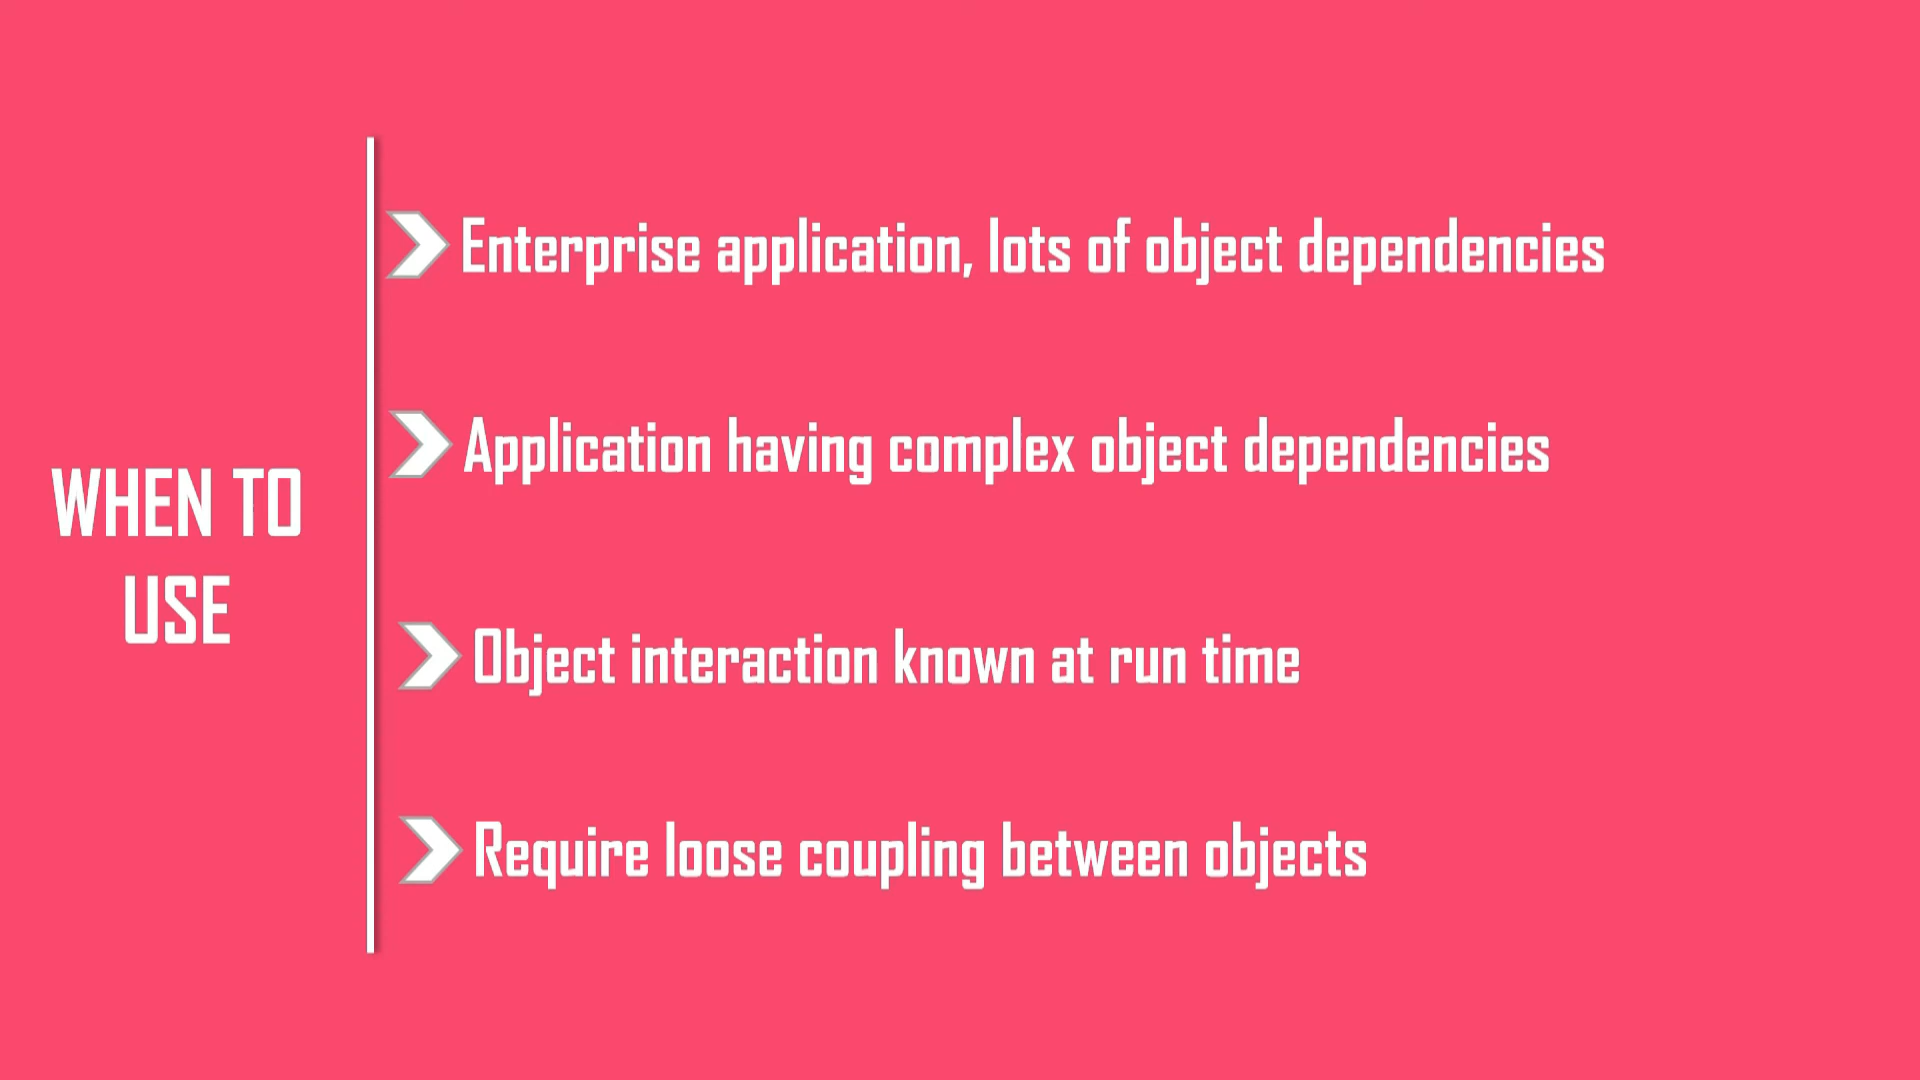 WHEN TO
USE
Enterprise application, lots of object dependencies
Application having complex object dependencies
Object interaction known at run time
Require loose coupling between objects